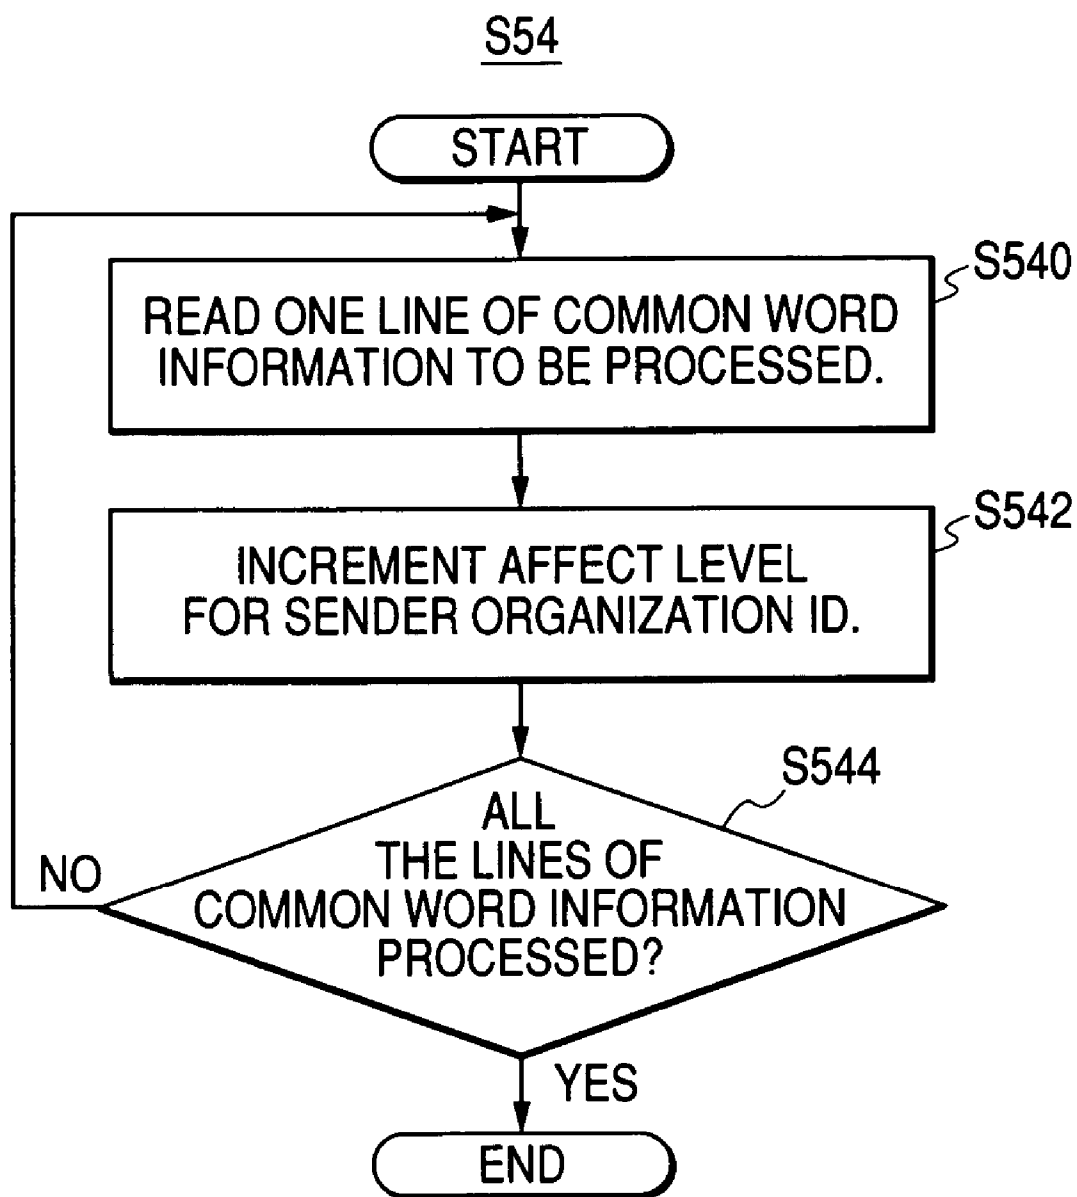 S54
START
S540
READ ONE LINE OF COMMON WORD
INFORMATION TO BE PROCESSED.
S542
INCREMENT AFFECT LEVEL
FOR SENDER ORGANIZATION ID.
S544
ALL
THE LINES OF
COMMON WORD INFORMATION
PROCESSED?
NO
YES
END